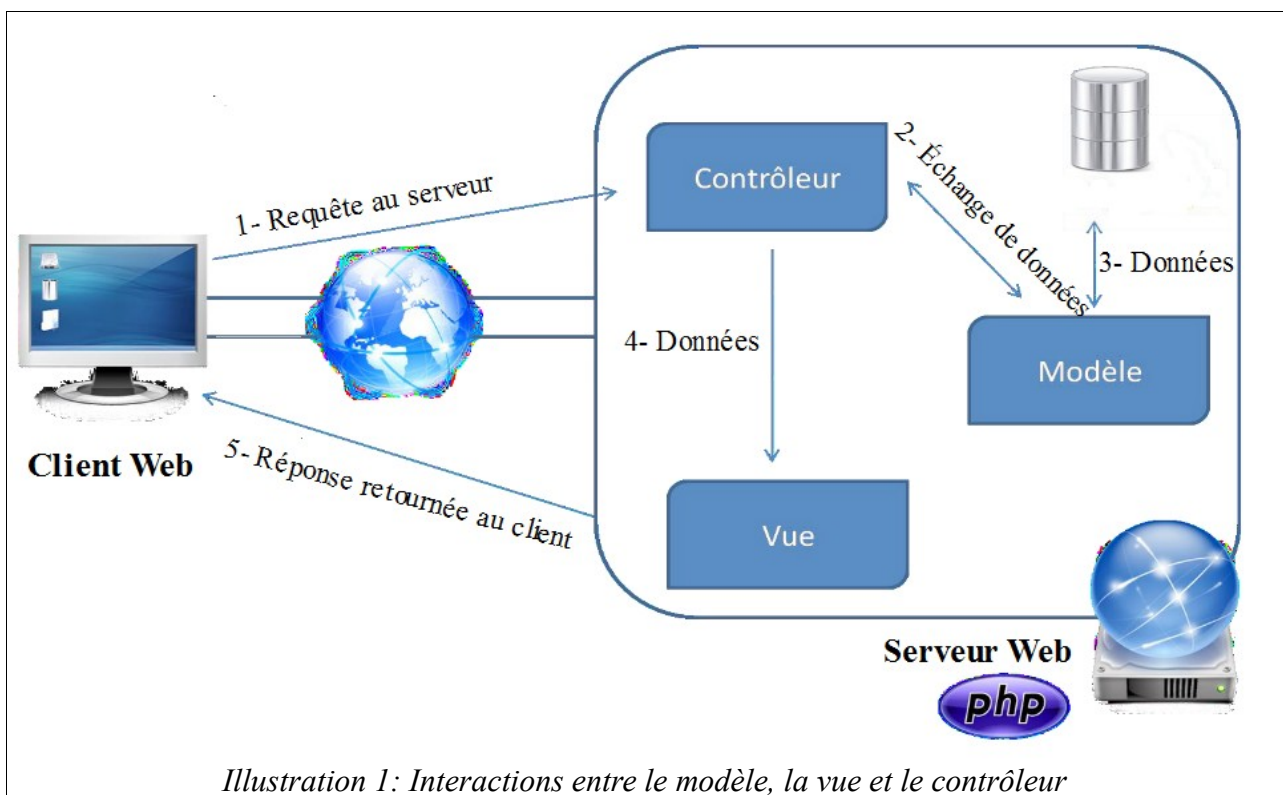 Contrôleur
1- Requête au serveur
2- Échange de données
3- Données
4- Données
Modèle
Client Web
5- Réponse retournée au client
Vue
Serveur Web
php
Illustration 1: Interactions entre le modèle, la vue et le contrôleur